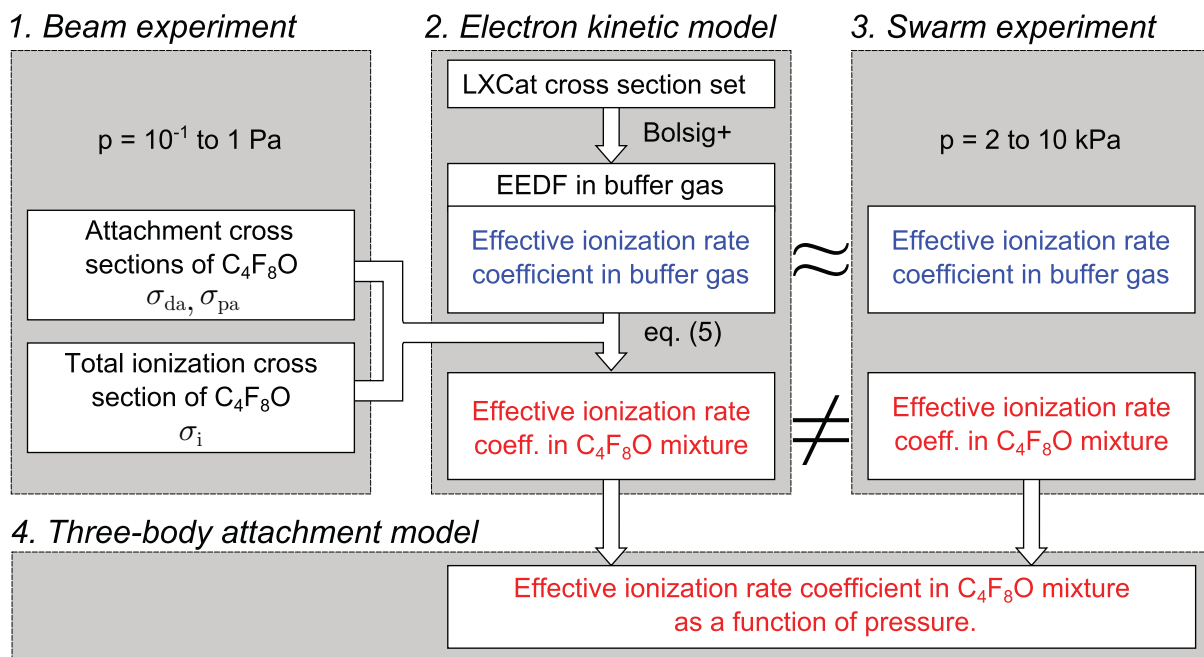 1. Beam experiment
p = 10⁻¹ to 1 Pa
Attachment cross
sections of C₄F₈O
σ_da, σ_pa
Total ionization cross
section of C₄F₈O
σ_i
2. Electron kinetic model
LXCat cross section set
Bolsig+
EEDF in buffer gas
Effective ionization rate
coefficient in buffer gas
eq. (5)
Effective ionization rate
coeff. in C₄F₈O mixture
≈
≠
3. Swarm experiment
p = 2 to 10 kPa
Effective ionization rate
coefficient in buffer gas
Effective ionization rate
coeff. in C₄F₈O mixture
4. Three-body attachment model
Effective ionization rate coefficient in C₄F₈O mixture
as a function of pressure.